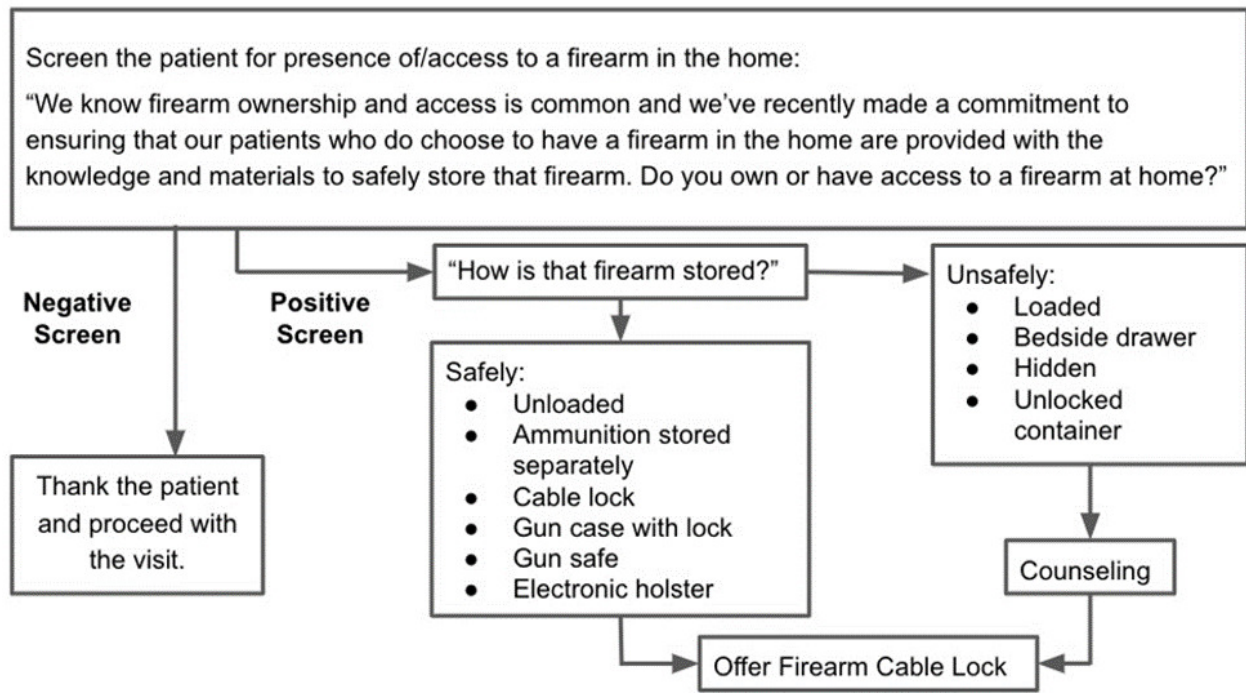 Screen the patient for presence of/access to a firearm in the home:
“We know firearm ownership and access is common and we’ve recently made a commitment to
ensuring that our patients who do choose to have a firearm in the home are provided with the
knowledge and materials to safely store that firearm. Do you own or have access to a firearm at home?”
Negative
Screen
Positive
Screen
“How is that firearm stored?”
Unsafely:
● Loaded
● Bedside drawer
● Hidden
● Unlocked
container
Safely:
● Unloaded
● Ammunition stored
separately
● Cable lock
● Gun case with lock
● Gun safe
● Electronic holster
Thank the patient
and proceed with
the visit.
Counseling
Offer Firearm Cable Lock